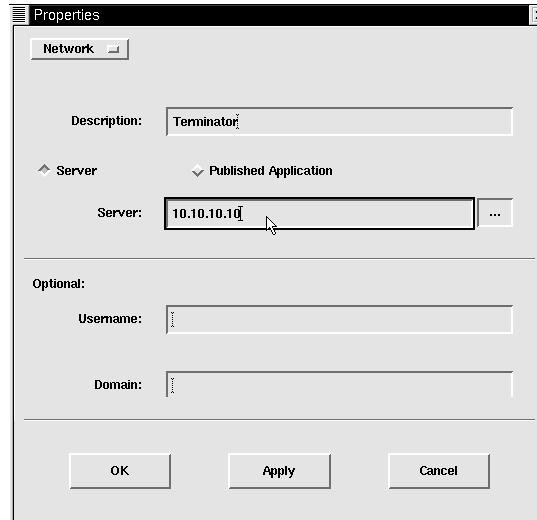 Properties
Network
Description: Terminator
Server Published Application
Server: 10.10.10.10 ...
Optional:
Username:
Domain:
OK Apply Cancel